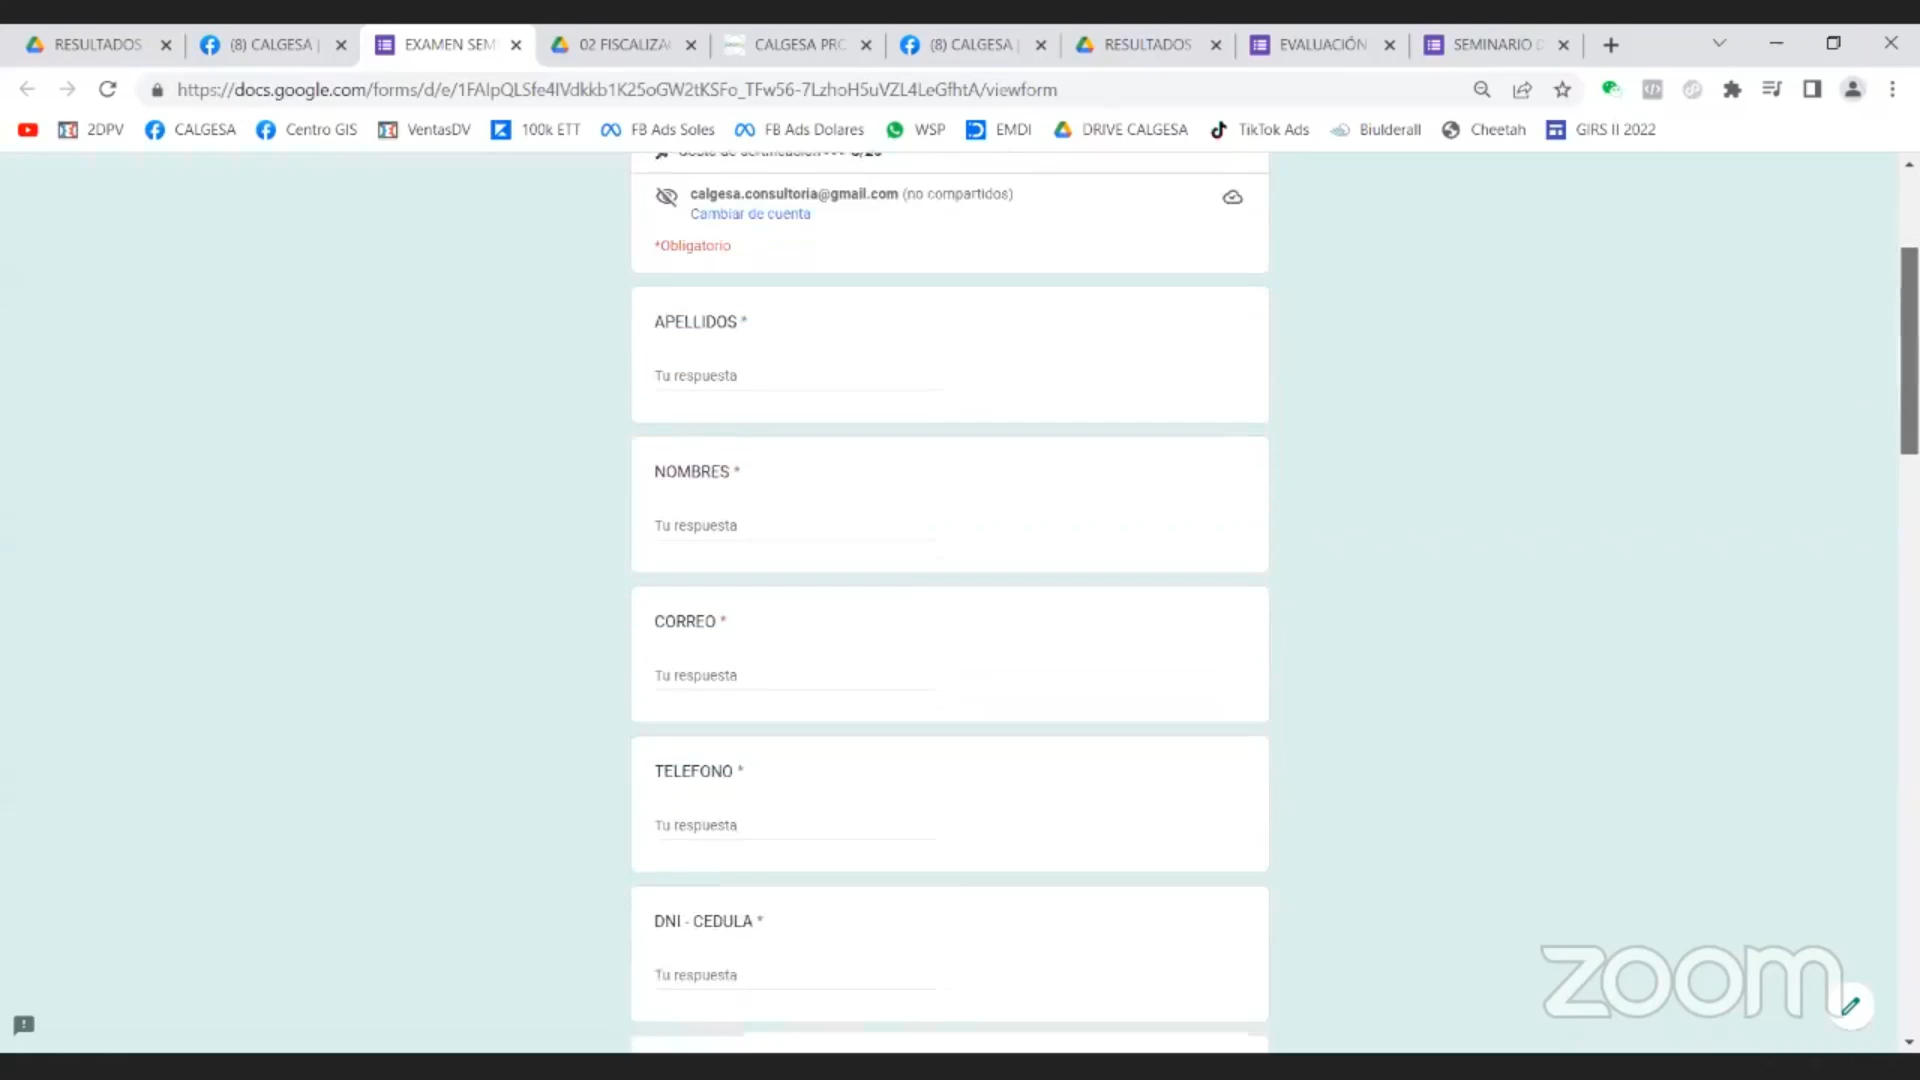 RESULTADOS
(8) CALGESA |
EXAMEN SEM
02 FISCALIZA
CALGESA PRO
(8) CALGESA |
RESULTADOS
EVALUACIÓN
SEMINARIO D
https://docs.google.com/forms/d/e/1FAIpQLSfe4IVdkkb1K25oGW2tKSFo_TFw56-7LzhoH5uVZL4LeGfhtA/viewform
2DPV
CALGESA
Centro GIS
VentasDV
100k ETT
FB Ads Soles
FB Ads Dolares
WSP
EMDI
DRIVE CALGESA
TikTok Ads
Biulderall
Cheetah
GIRS II 2022
calgesa.consultoria@gmail.com (no compartidos)
Cambiar de cuenta
*Obligatorio
APELLIDOS *
Tu respuesta
NOMBRES *
Tu respuesta
CORREO *
Tu respuesta
TELEFONO *
Tu respuesta
DNI - CEDULA *
Tu respuesta
zoom